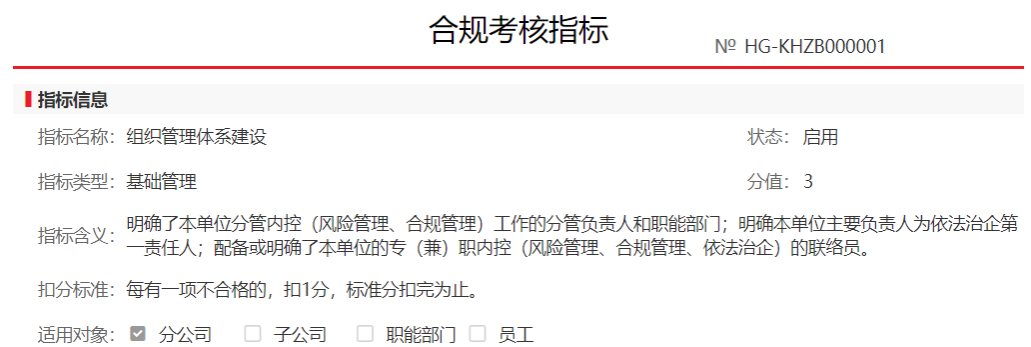 合规考核指标
№ HG-KHZB000001
指标信息
指标名称： 组织管理体系建设 状态： 启用
指标类型： 基础管理 分值： 3
指标含义： 明确了本单位分管内控（风险管理、合规管理）工作的分管负责人和职能部门；明确本单位主要负责人为依法治企第
一责任人；配备或明确了本单位的专（兼）职内控（风险管理、合规管理、依法治企）的联络员。
扣分标准： 每有一项不合格的，扣1分，标准分扣完为止。
适用对象： 分公司 子公司 职能部门 员工